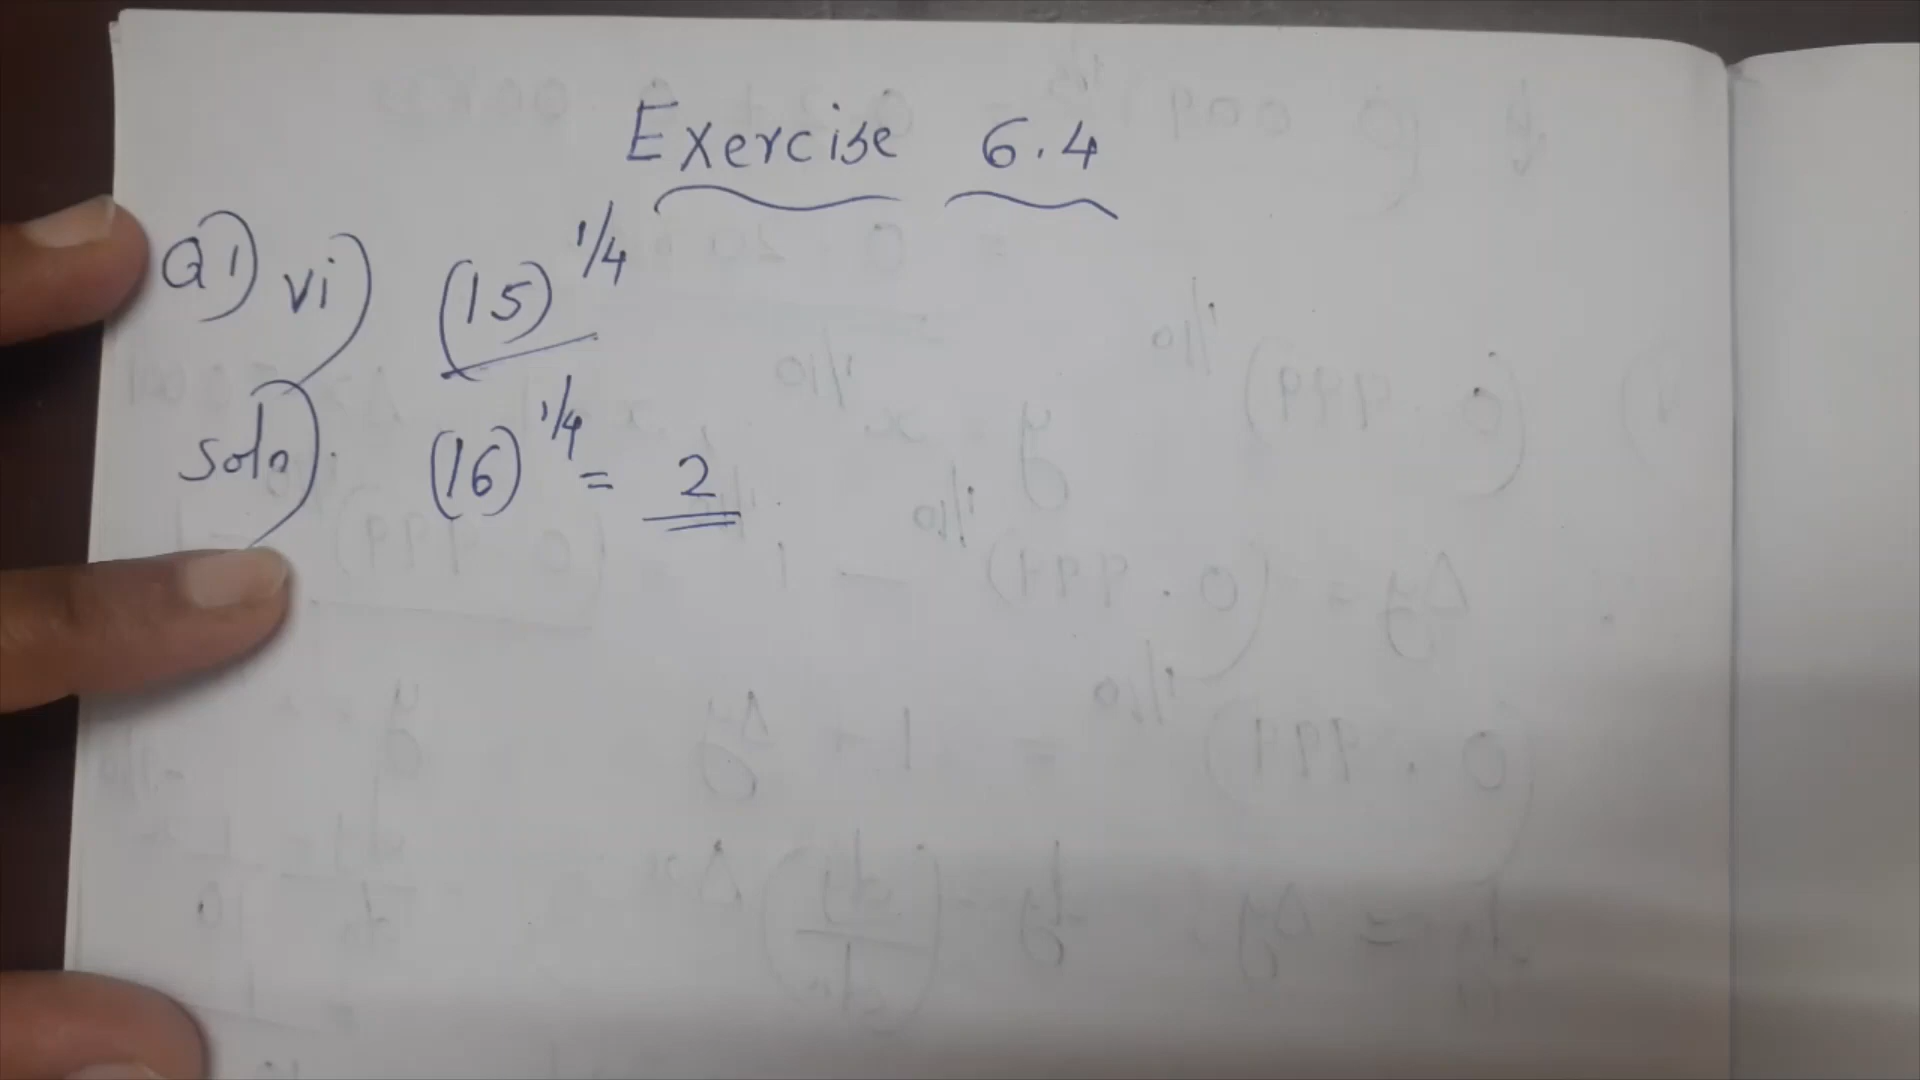 Exercise 6.4
Q1) vi) (15)^1/4
Soln). (16)^1/4 = 2